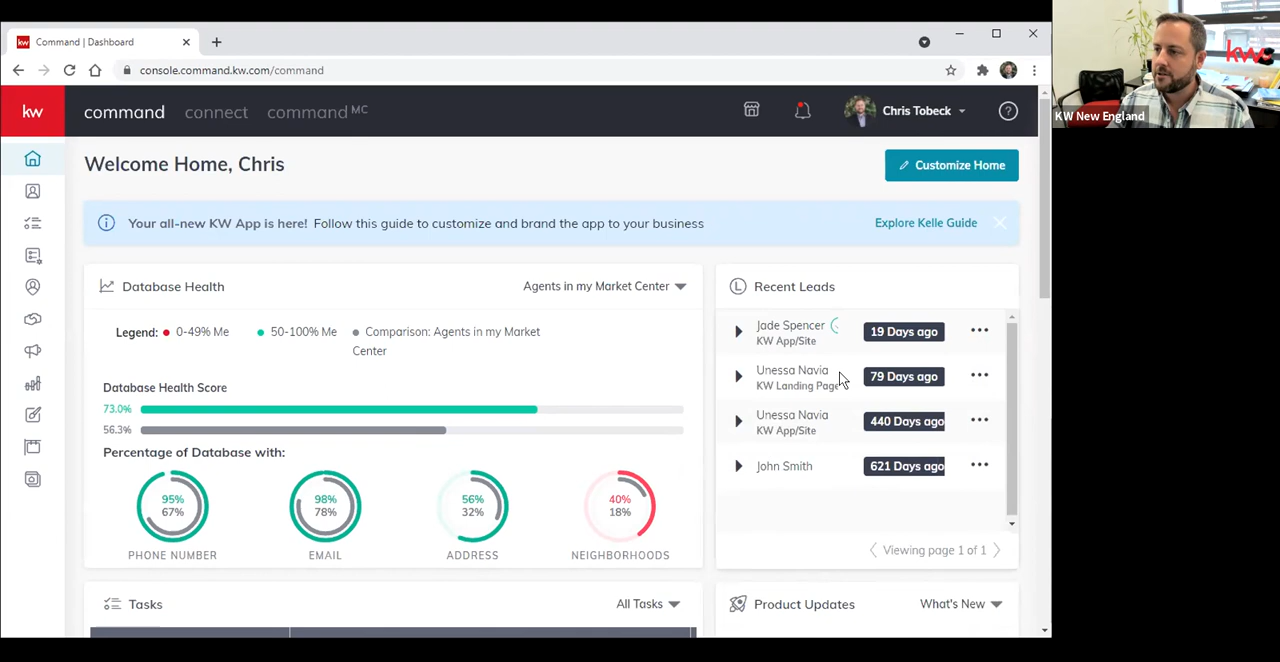 Command | Dashboard
console.command.kw.com/command
kw
command connect command MC
Chris Tobeck
Welcome Home, Chris
Customize Home
Your all-new KW App is here! Follow this guide to customize and brand the app to your business
Explore Kelle Guide
Database Health
Agents in my Market Center
Legend: 0-49% Me 50-100% Me Comparison: Agents in my Market
Center
Database Health Score
73.0%
56.3%
Percentage of Database with:
95%
67%
PHONE NUMBER
98%
78%
EMAIL
56%
32%
ADDRESS
40%
18%
NEIGHBORHOODS
Recent Leads
Jade Spencer
KW App/Site
19 Days ago
Unessa Navia
KW Landing Page
79 Days ago
Unessa Navia
KW App/Site
440 Days ago
John Smith
621 Days ago
Viewing page 1 of 1
Tasks
All Tasks
Product Updates
What's New
kw
KW New England